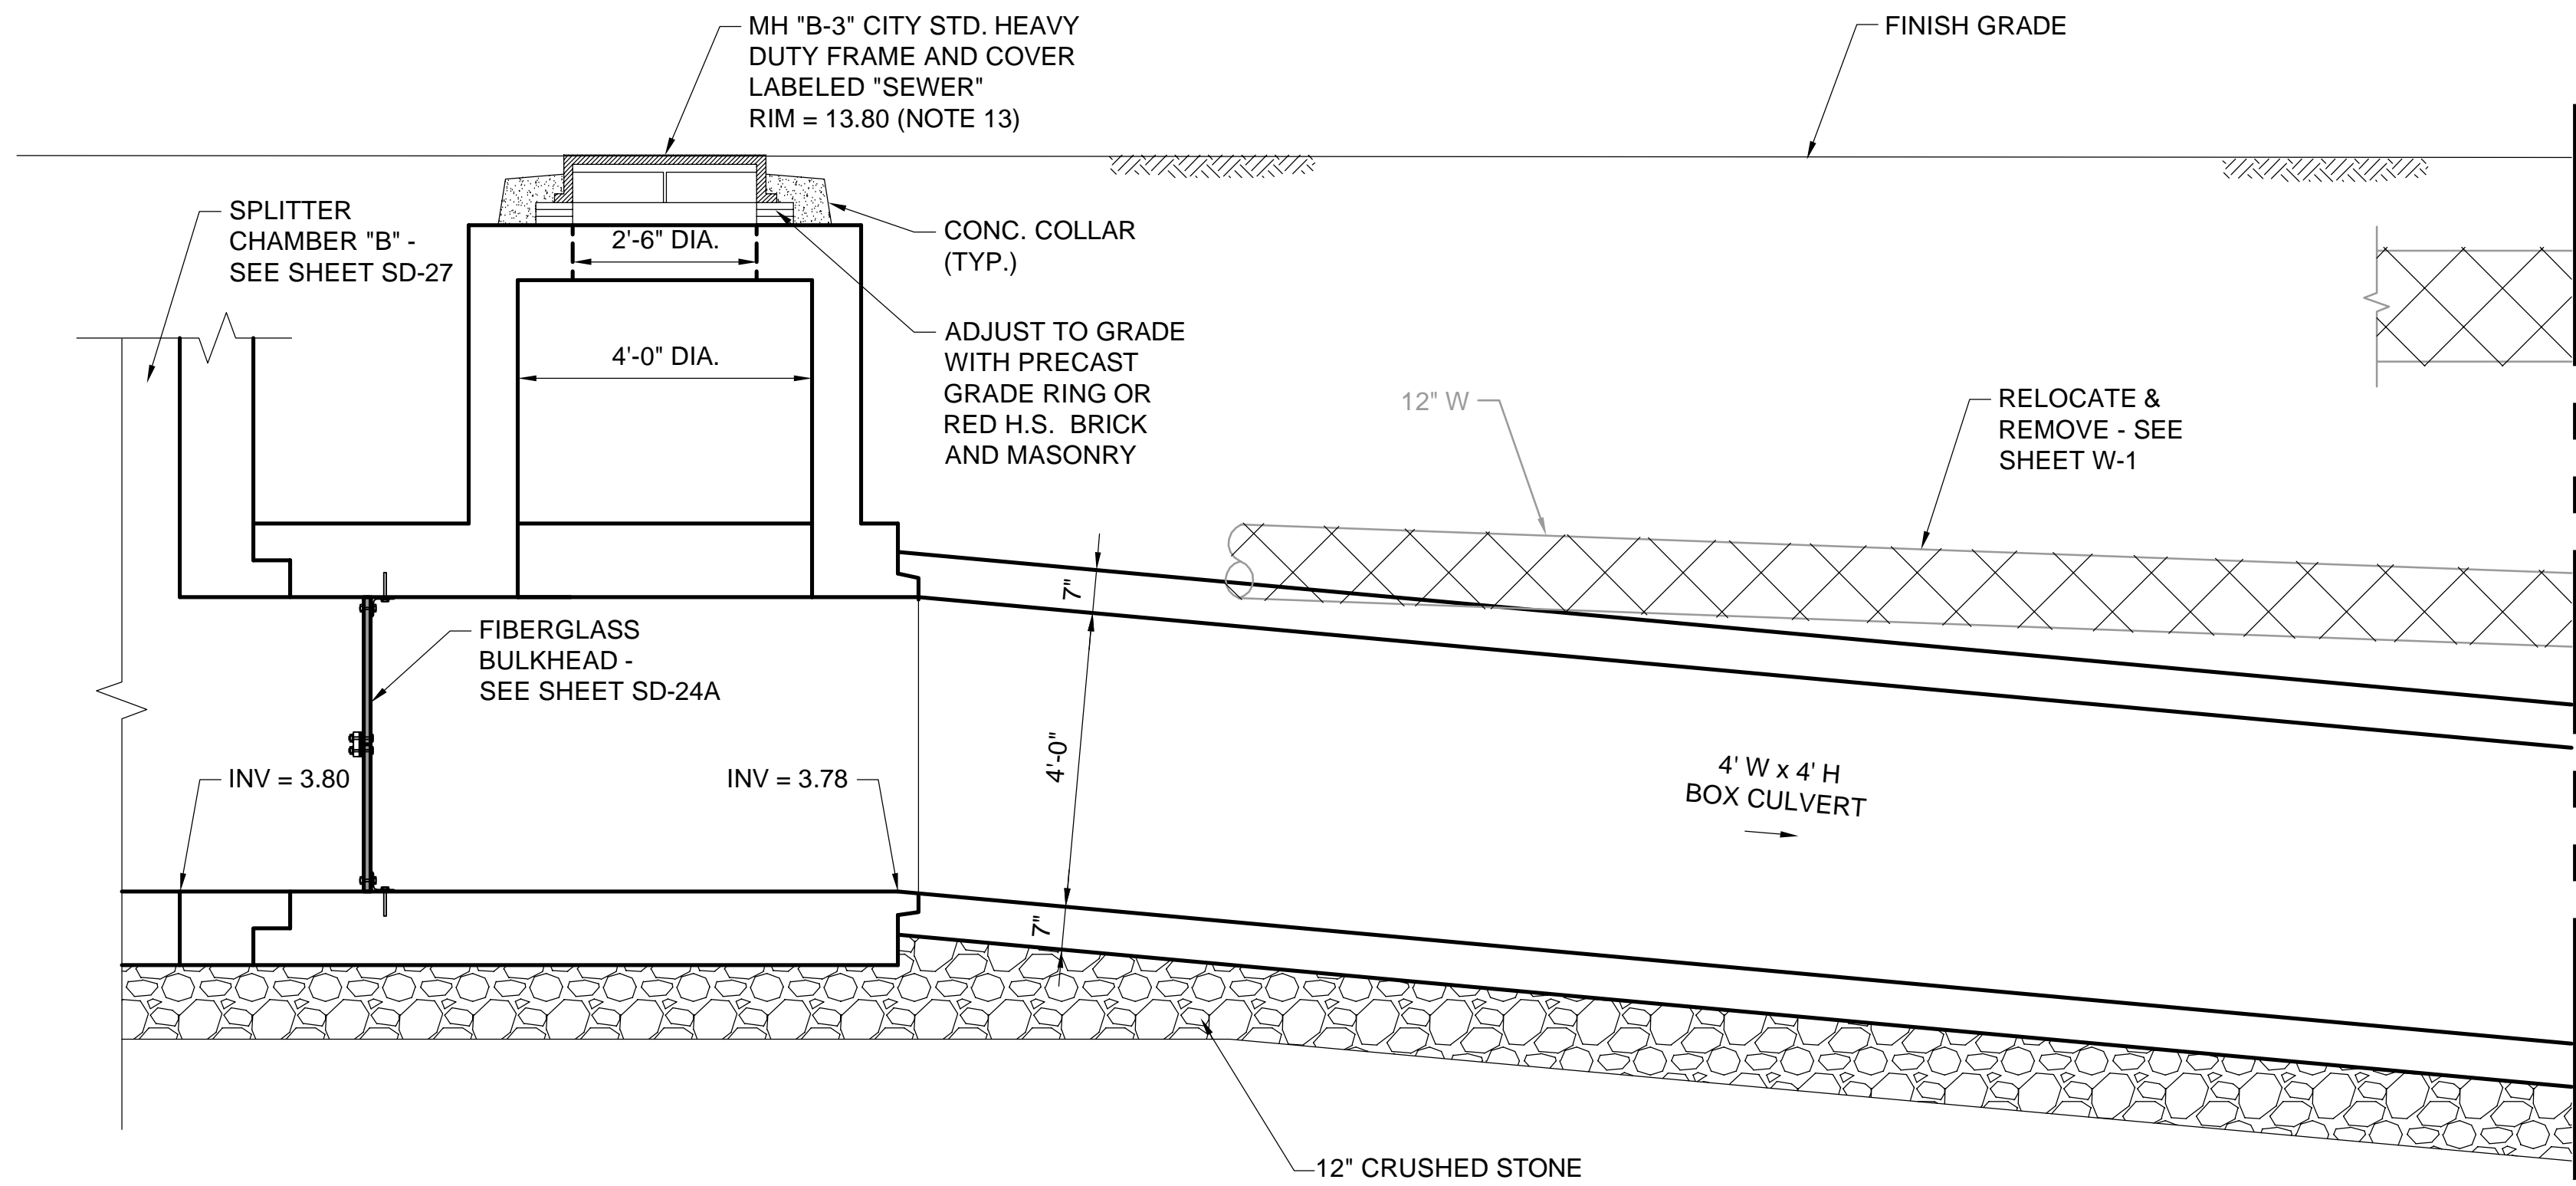 MH "B-3" CITY STD. HEAVY
DUTY FRAME AND COVER
LABELED "SEWER"
RIM = 13.80 (NOTE 13)
FINISH GRADE
SPLITTER
CHAMBER "B" -
SEE SHEET SD-27
2'-6" DIA.
CONC. COLLAR
(TYP.)
4'-0" DIA.
ADJUST TO GRADE
WITH PRECAST
GRADE RING OR
RED H.S. BRICK
AND MASONRY
12" W
RELOCATE &
REMOVE - SEE
SHEET W-1
7"
FIBERGLASS
BULKHEAD -
SEE SHEET SD-24A
4'-0"
INV = 3.80
INV = 3.78
4' W x 4' H
BOX CULVERT
7"
12" CRUSHED STONE